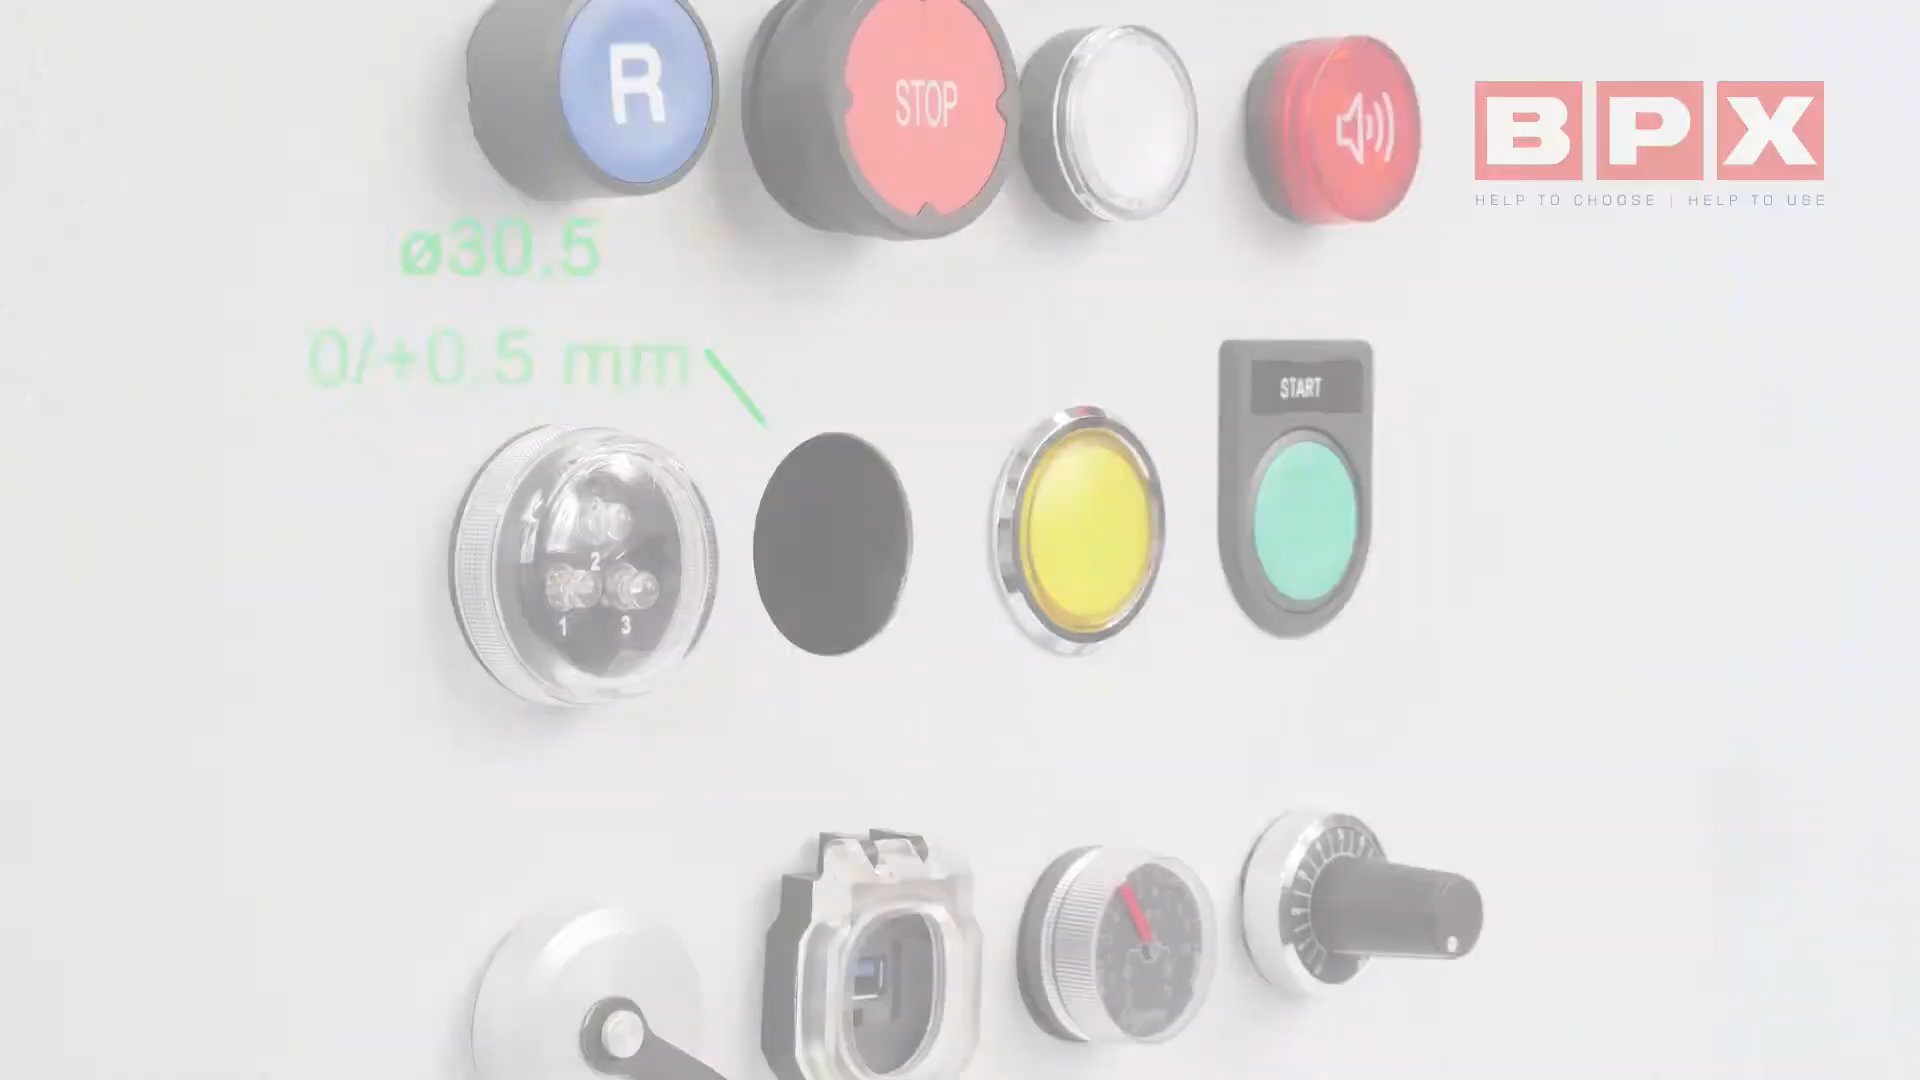 R
STOP
BPX
HELP TO CHOOSE | HELP TO USE
ø30.5
0/+0.5 mm
START
2
1 3